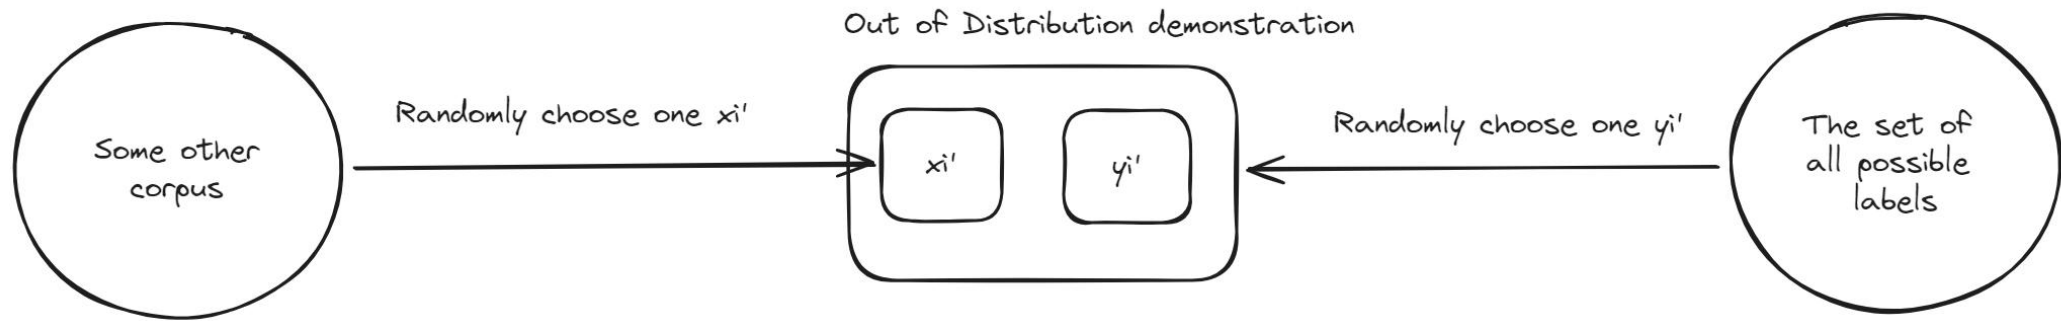 Out of Distribution demonstration
Some other
corpus
Randomly choose one xi'
xi'
yi'
Randomly choose one yi'
The set of
all possible
labels